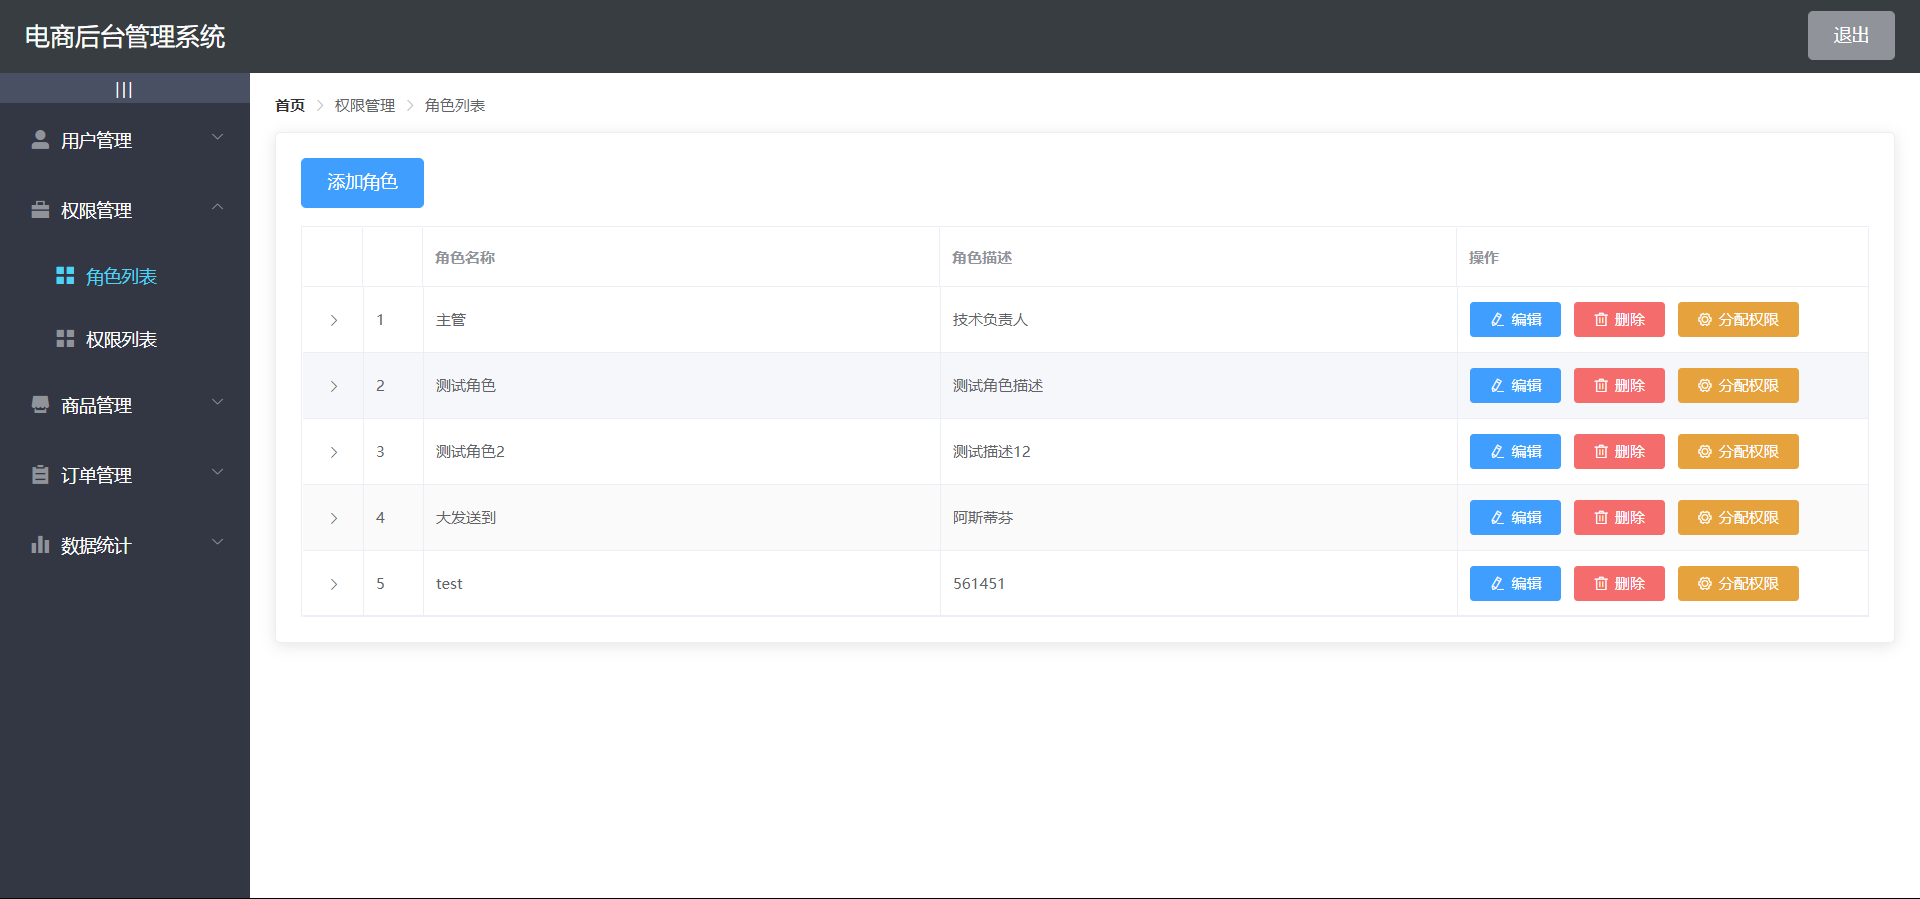 电商后台管理系统
退出
|||
用户管理
权限管理
角色列表
权限列表
商品管理
订单管理
数据统计
首页 > 权限管理 > 角色列表
添加角色
角色名称 角色描述 操作
1 主管 技术负责人 编辑 删除 分配权限
2 测试角色 测试角色描述 编辑 删除 分配权限
3 测试角色2 测试描述12 编辑 删除 分配权限
4 大发送到 阿斯蒂芬 编辑 删除 分配权限
5 test 561451 编辑 删除 分配权限